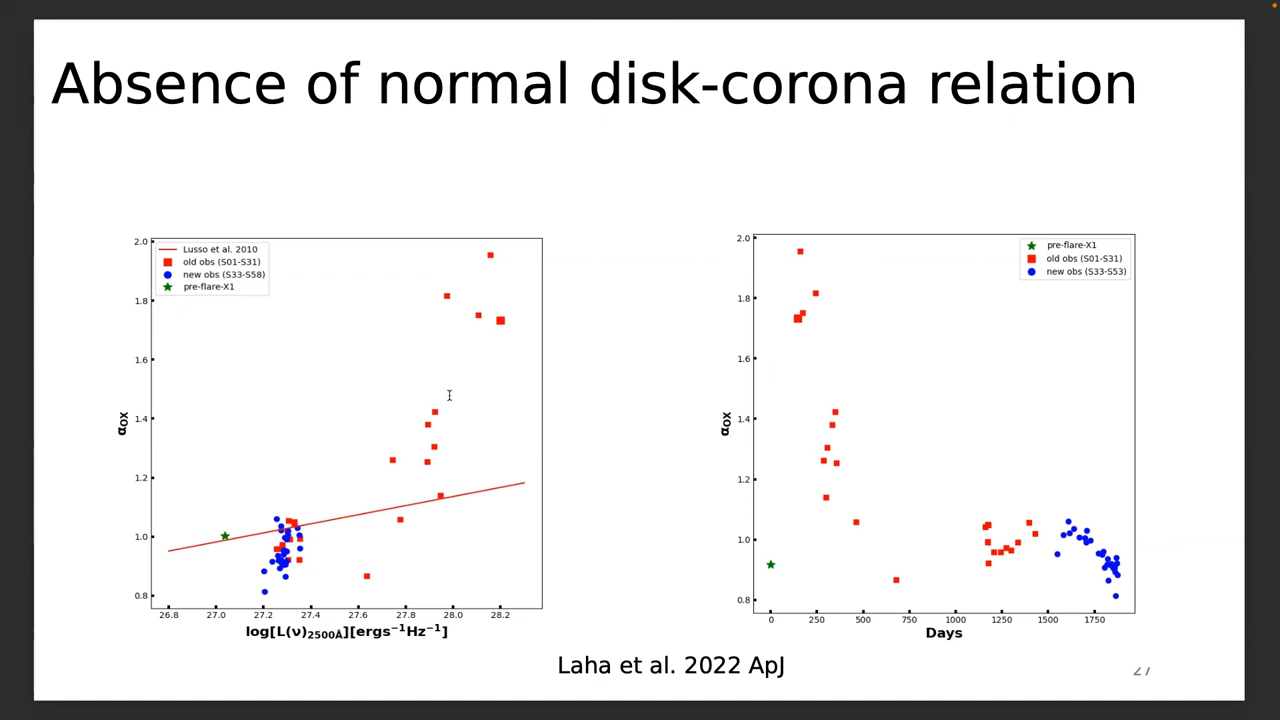 Absence of normal disk-corona relation
Lusso et al. 2010
old obs (S01-S31)
new obs (S33-S58)
pre-flare-X1
2.0
1.8
1.6
1.4
1.2
1.0
0.8
αOX
26.8 27.0 27.2 27.4 27.6 27.8 28.0 28.2
log[L(ν)2500Å][ergs⁻¹Hz⁻¹]
pre-flare-X1
old obs (S01-S31)
new obs (S33-S53)
2.0
1.8
1.6
1.4
1.2
1.0
0.8
αOX
0 250 500 750 1000 1250 1500 1750
Days
Laha et al. 2022 ApJ
27